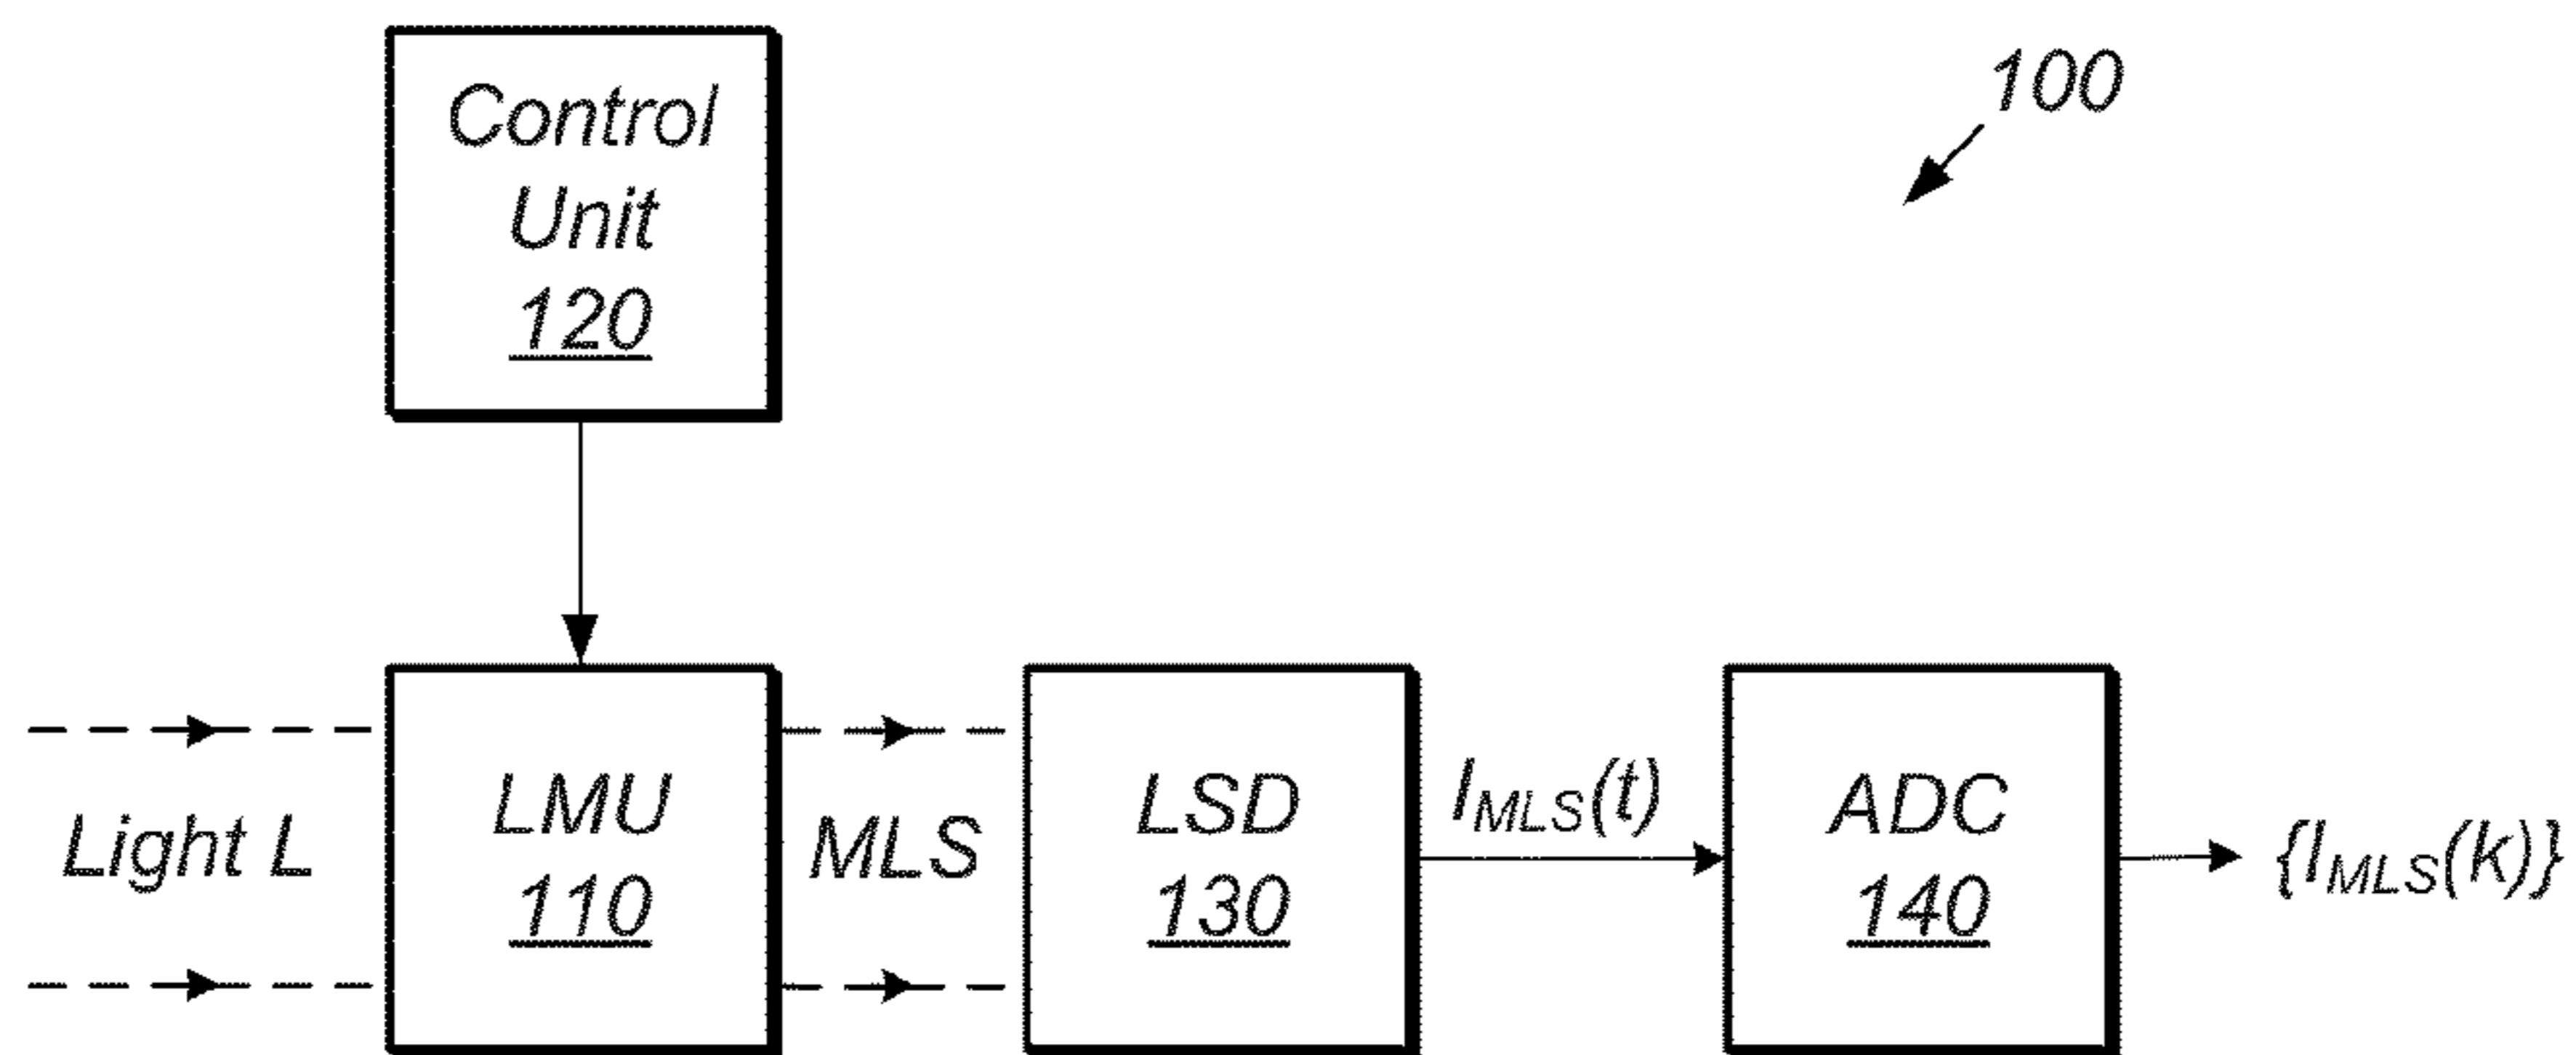 Control
Unit
120
100
Light L
LMU
110
MLS
LSD
130
I_MLS(t)
ADC
140
{I_MLS(k)}